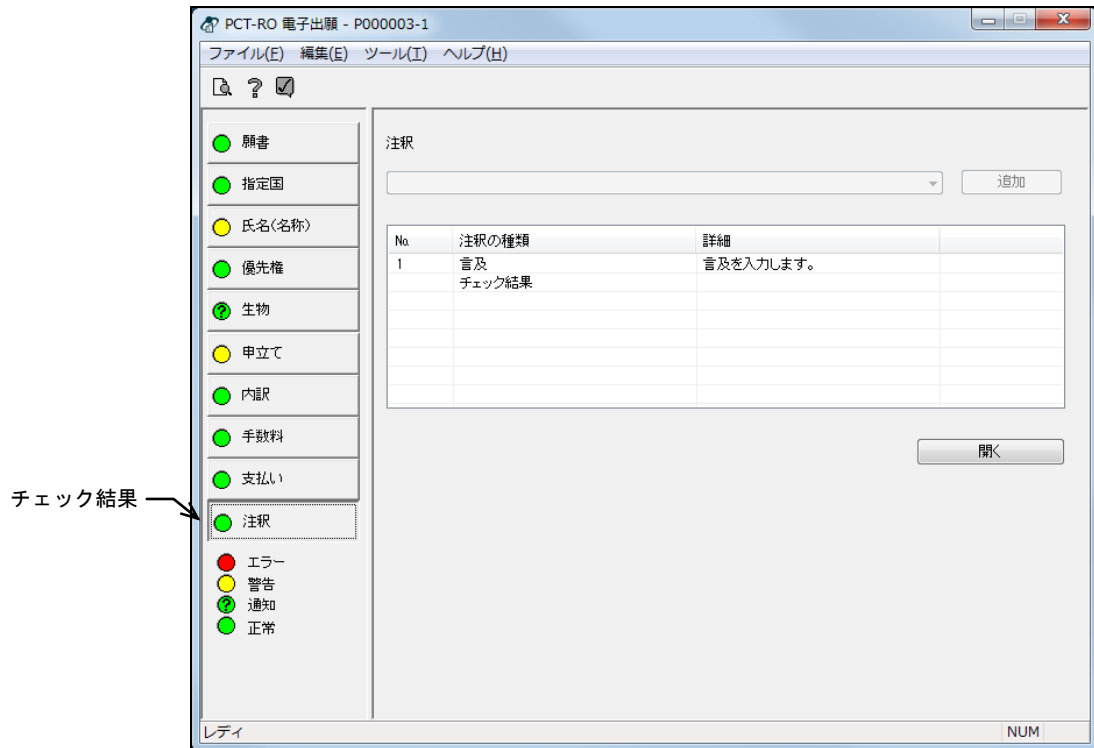 PCT-RO 電子出願 - P000003-1
ファイル(F) 編集(E) ツール(T) ヘルプ(H)
願書
指定国
氏名(名称)
優先権
生物
申立て
内訳
手数料
支払い
注釈
エラー
警告
通知
正常
チェック結果
注釈
追加
No. 注釈の種類 詳細
1 言及 言及を入力します。
チェック結果
開く
レディ NUM